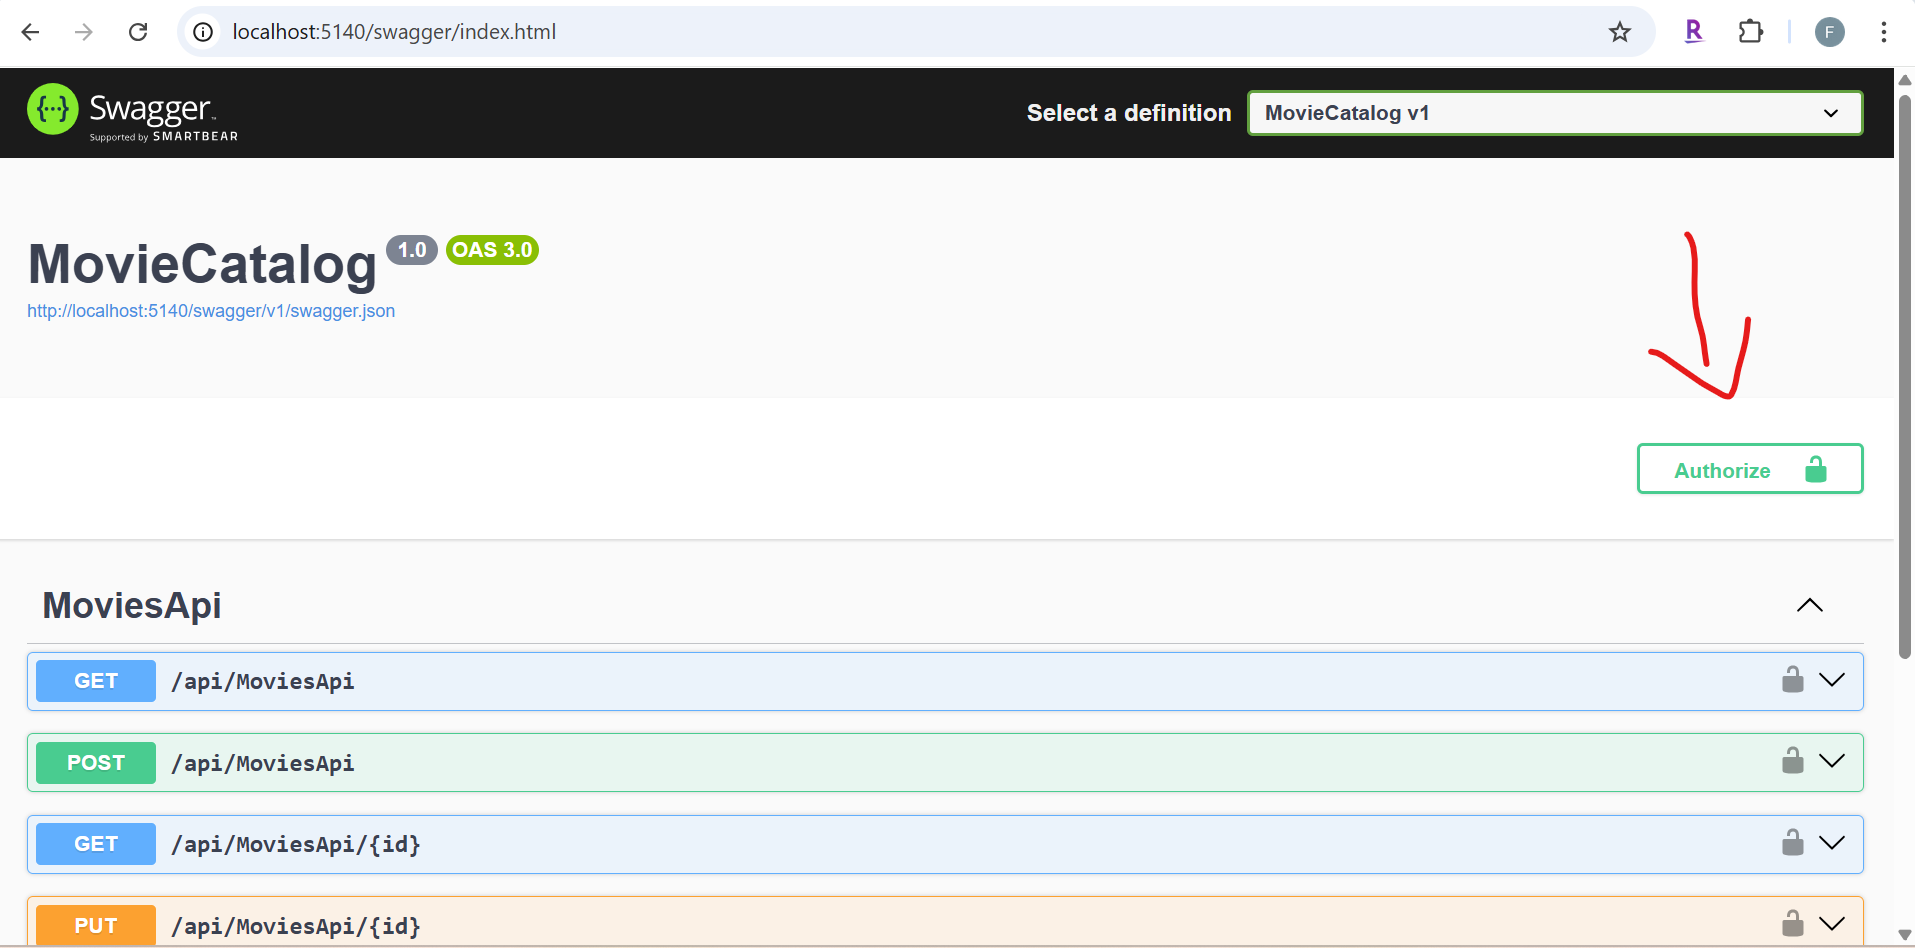 localhost:5140/swagger/index.html
R
F
{···} Swagger™
Supported by SMARTBEAR
Select a definition
MovieCatalog v1
MovieCatalog 1.0 OAS 3.0
http://localhost:5140/swagger/v1/swagger.json
Authorize
MoviesApi
GET /api/MoviesApi
POST /api/MoviesApi
GET /api/MoviesApi/{id}
PUT /api/MoviesApi/{id}